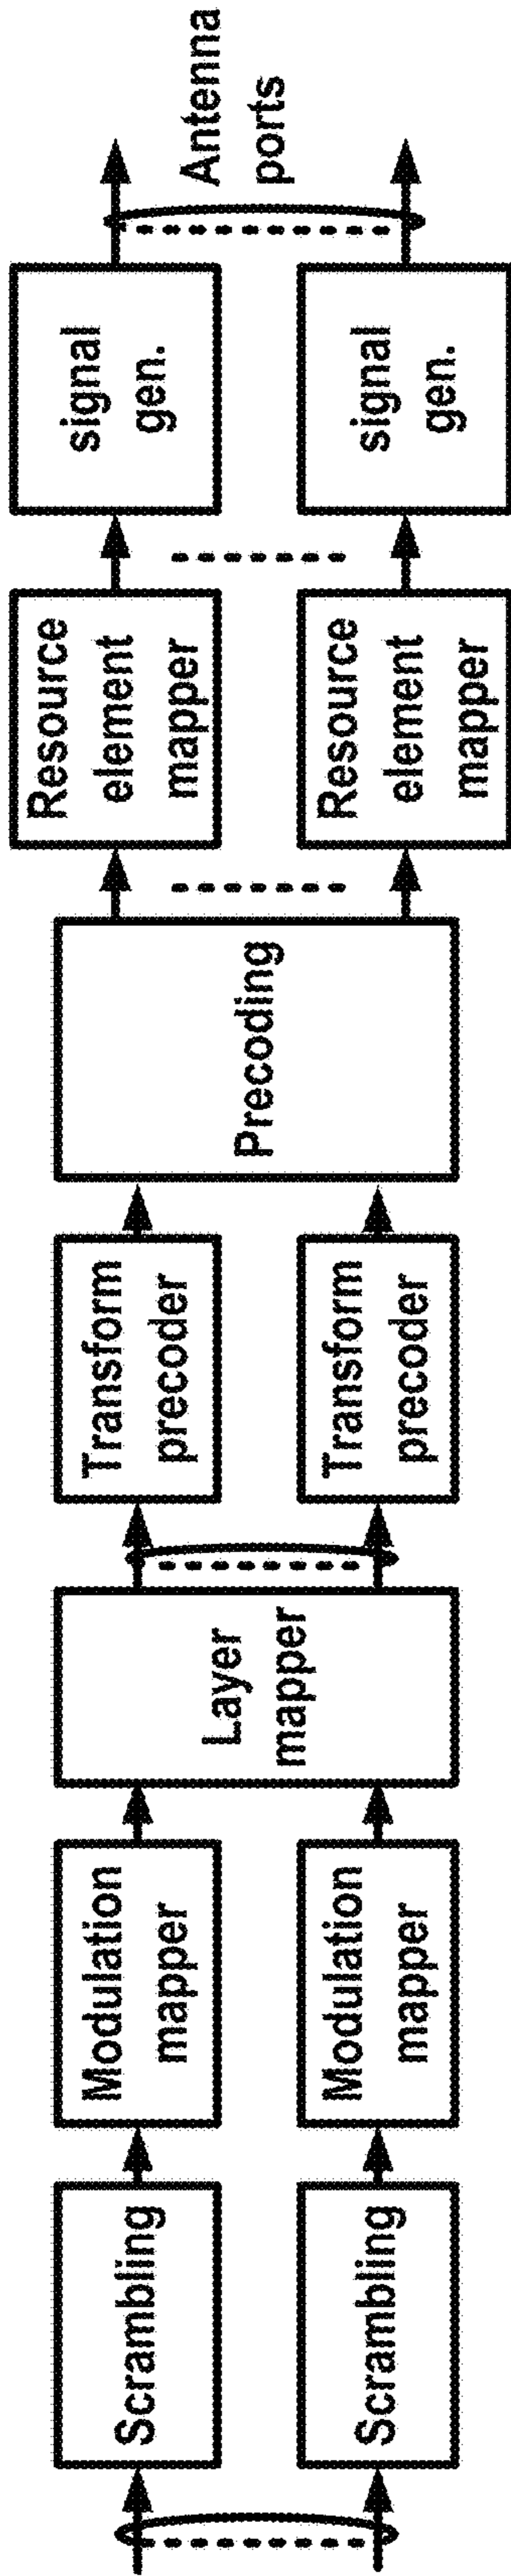 Scrambling
Scrambling
Modulation
mapper
Modulation
mapper
Layer
mapper
Transform
precoder
Transform
precoder
Precoding
Resource
element
mapper
Resource
element
mapper
signal
gen.
signal
gen.
Antenna
ports